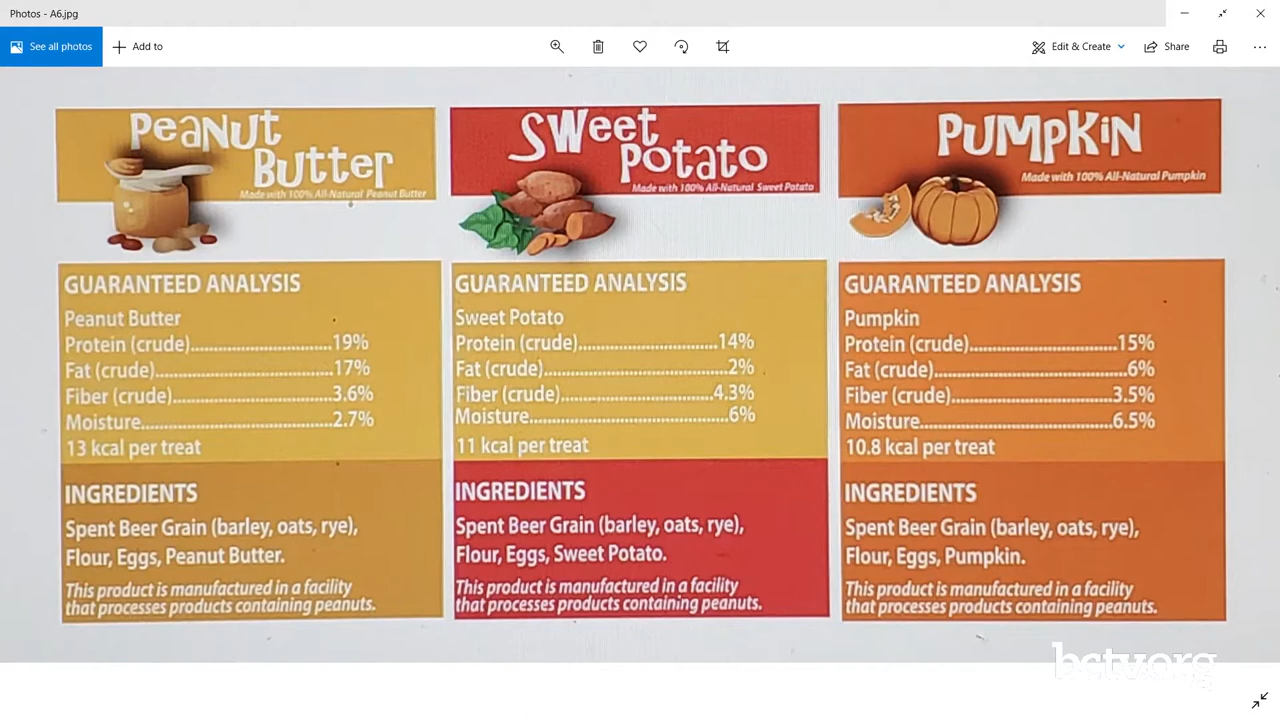 Photos - A6.jpg
See all photos
Add to
Edit & Create
Share
Peanut
Butter
Made with 100% All-Natural Peanut Butter
GUARANTEED ANALYSIS
Peanut Butter
Protein (crude)..............................19%
Fat (crude)......................................17%
Fiber (crude)..................................3.6%
Moisture.........................................2.7%
13 kcal per treat
INGREDIENTS
Spent Beer Grain (barley, oats, rye),
Flour, Eggs, Peanut Butter.
This product is manufactured in a facility
that processes products containing peanuts.
Sweet
Potato
Made with 100% All-Natural Sweet Potato
GUARANTEED ANALYSIS
Sweet Potato
Protein (crude)..............................14%
Fat (crude)........................................2%
Fiber (crude)..................................4.3%
Moisture...........................................6%
11 kcal per treat
INGREDIENTS
Spent Beer Grain (barley, oats, rye),
Flour, Eggs, Sweet Potato.
This product is manufactured in a facility
that processes products containing peanuts.
PUMPKiN
Made with 100% All-Natural Pumpkin
GUARANTEED ANALYSIS
Pumpkin
Protein (crude)...............................15%
Fat (crude).........................................6%
Fiber (crude)...................................3.5%
Moisture.........................................6.5%
10.8 kcal per treat
INGREDIENTS
Spent Beer Grain (barley, oats, rye),
Flour, Eggs, Pumpkin.
This product is manufactured in a facility
that processes products containing peanuts.
bctv.org